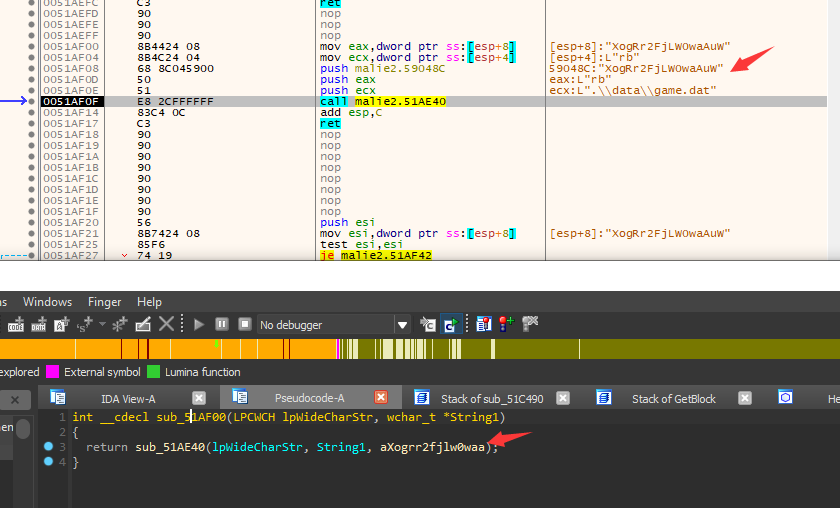 0051AEFC C3 ret
0051AEFD 90 nop
0051AEFE 90 nop
0051AEFF 90 nop
0051AF00 8B4424 08 mov eax,dword ptr ss:[esp+8] [esp+8]:"XogRr2FjLW0waAuW"
0051AF04 8B4C24 04 mov ecx,dword ptr ss:[esp+4] [esp+4]:L"rb"
0051AF08 68 8C045900 push malie2.59048C 59048C:"XogRr2FjLW0waAuW"
0051AF0D 50 push eax eax:L"rb"
0051AF0E 51 push ecx ecx:L".\\data\\game.dat"
0051AF0F E8 2CFFFFFF call malie2.51AE40
0051AF14 83C4 0C add esp,C
0051AF17 C3 ret
0051AF18 90 nop
0051AF19 90 nop
0051AF1A 90 nop
0051AF1B 90 nop
0051AF1C 90 nop
0051AF1D 90 nop
0051AF1E 90 nop
0051AF1F 90 nop
0051AF20 56 push esi
0051AF21 8B7424 08 mov esi,dword ptr ss:[esp+8] [esp+8]:"XogRr2FjLW0waAuW"
0051AF25 85F6 test esi,esi
0051AF27 74 19 je malie2.51AF42
Windows Finger Help
No debugger
explored External symbol Lumina function
IDA View-A Pseudocode-A Stack of sub_51C490 Stack of GetBlock He
1 int __cdecl sub_51AF00(LPCWCH lpWideCharStr, wchar_t *String1)
2 {
3 return sub_51AE40(lpWideCharStr, String1, aXogrr2fjlw0waa);
4 }